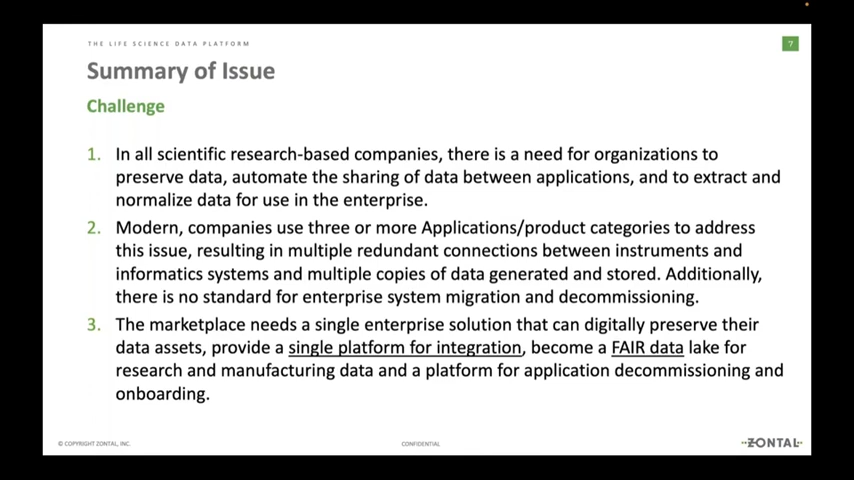 THE LIFE SCIENCE DATA PLATFORM
7
Summary of Issue
Challenge
1. In all scientific research-based companies, there is a need for organizations to
preserve data, automate the sharing of data between applications, and to extract and
normalize data for use in the enterprise.
2. Modern, companies use three or more Applications/product categories to address
this issue, resulting in multiple redundant connections between instruments and
informatics systems and multiple copies of data generated and stored. Additionally,
there is no standard for enterprise system migration and decommissioning.
3. The marketplace needs a single enterprise solution that can digitally preserve their
data assets, provide a single platform for integration, become a FAIR data lake for
research and manufacturing data and a platform for application decommissioning and
onboarding.
© COPYRIGHT ZONTAL, INC.
CONFIDENTIAL
ZONTAL